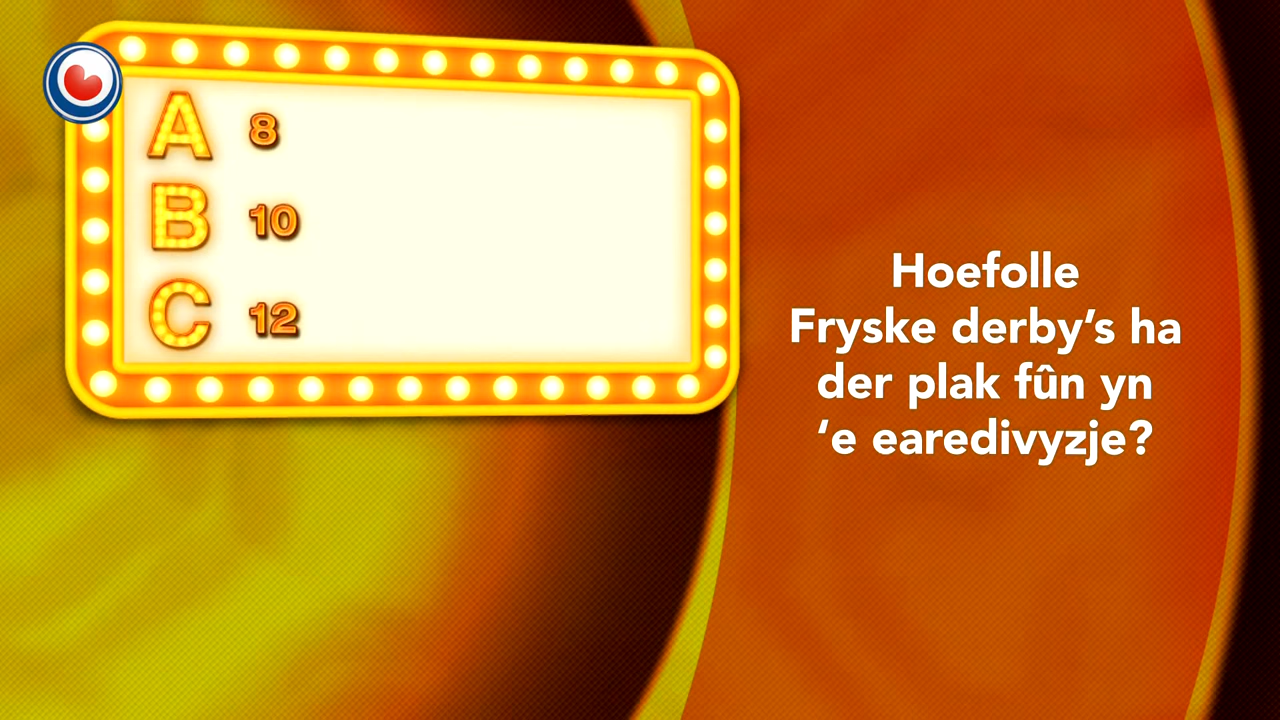 A 8
B 10
C 12
Hoefolle
Fryske derby‘s ha
der plak fûn yn
‘e earedivyzje?